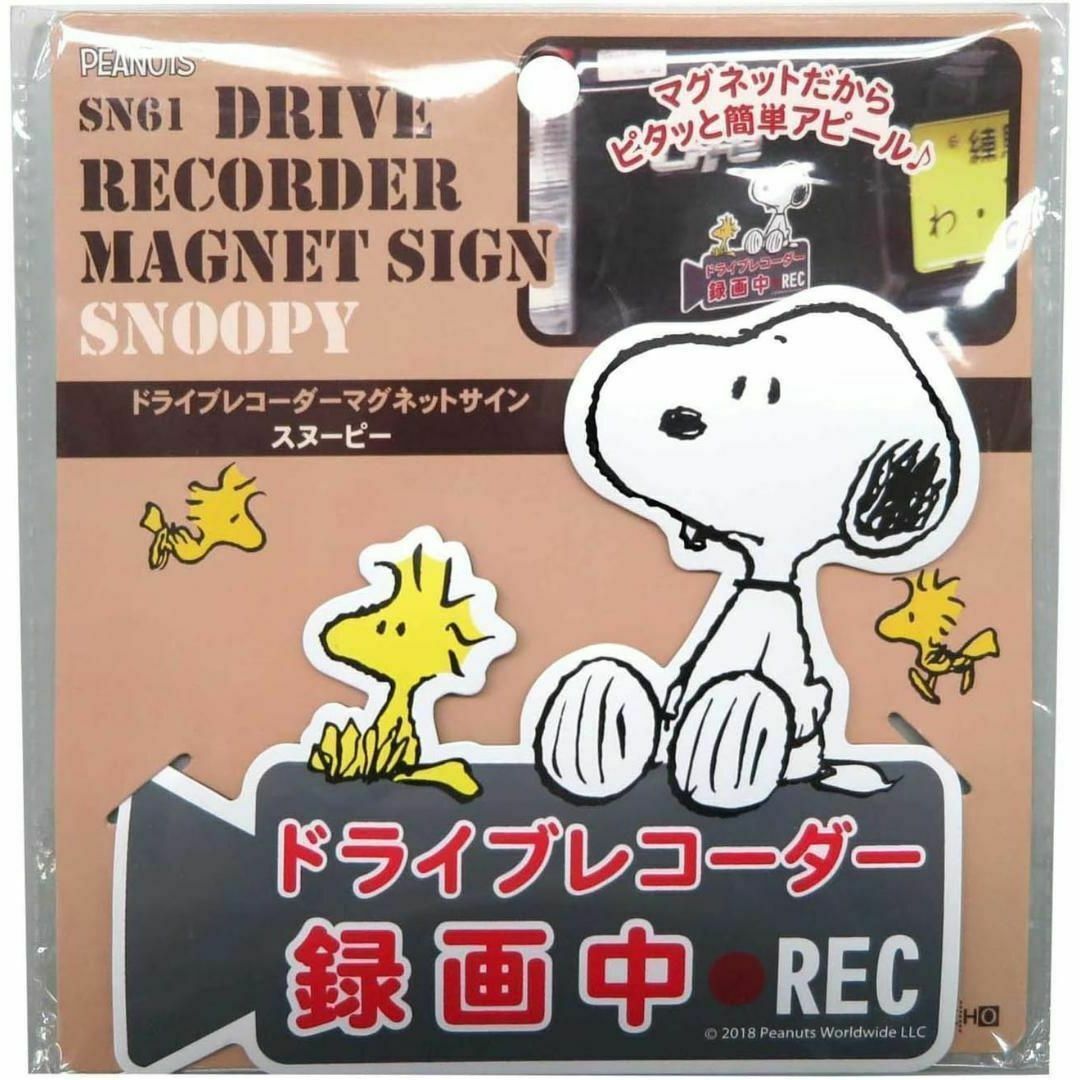 PEANUTS
SN61 DRIVE
RECORDER
MAGNET SIGN
SNOOPY
ドライブレコーダーマグネットサイン
スヌーピー
マグネットだから
ピタッと簡単アピール♪
わ・
ドライブレコーダー
録画中 REC
ドライブレコーダー
録画中●REC
© 2018 Peanuts Worldwide LLC